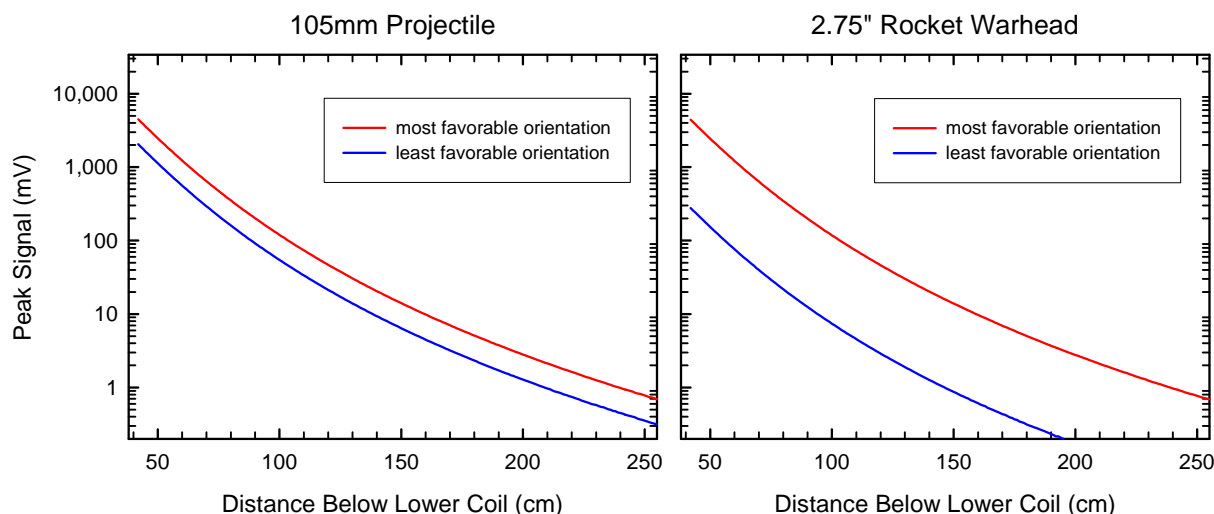 105mm Projectile
2.75" Rocket Warhead
Peak Signal (mV)
10,000
1,000
100
10
1
most favorable orientation
least favorable orientation
most favorable orientation
least favorable orientation
50 100 150 200 250
50 100 150 200 250
Distance Below Lower Coil (cm)
Distance Below Lower Coil (cm)